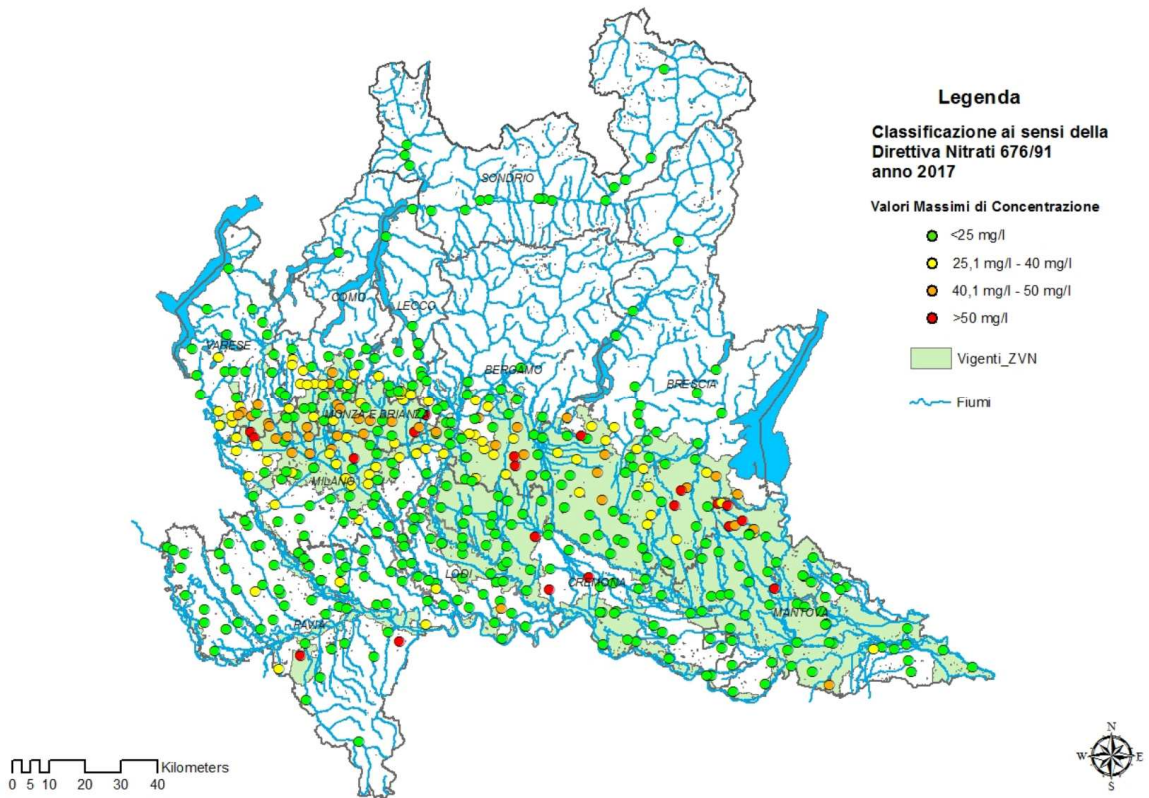 Legenda
Classificazione ai sensi della
Direttiva Nitrati 676/91
anno 2017
Valori Massimi di Concentrazione
<25 mg/l
25,1 mg/l - 40 mg/l
40,1 mg/l - 50 mg/l
>50 mg/l
Vigenti_ZVN
Fiumi
SONDRIO
COMO
LECCO
VARESE
BERGAMO
BRESCIA
MONZA E BRIANZA
MILANO
LODI
CREMONA
PAVIA
MANTOVA
N
W E
S
Kilometers
0 5 10 20 30 40